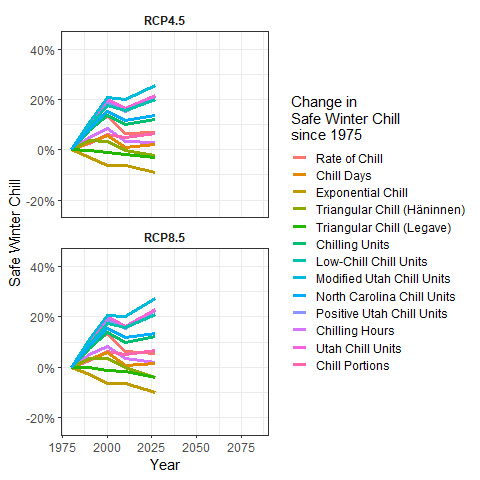 RCP4.5
40%
20%
0%
-20%
RCP8.5
40%
20%
0%
-20%
1975 2000 2025 2050 2075
Year
Safe Winter Chill
Change in
Safe Winter Chill
since 1975
Rate of Chill
Chill Days
Exponential Chill
Triangular Chill (Häninnen)
Triangular Chill (Legave)
Chilling Units
Low-Chill Chill Units
Modified Utah Chill Units
North Carolina Chill Units
Positive Utah Chill Units
Chilling Hours
Utah Chill Units
Chill Portions